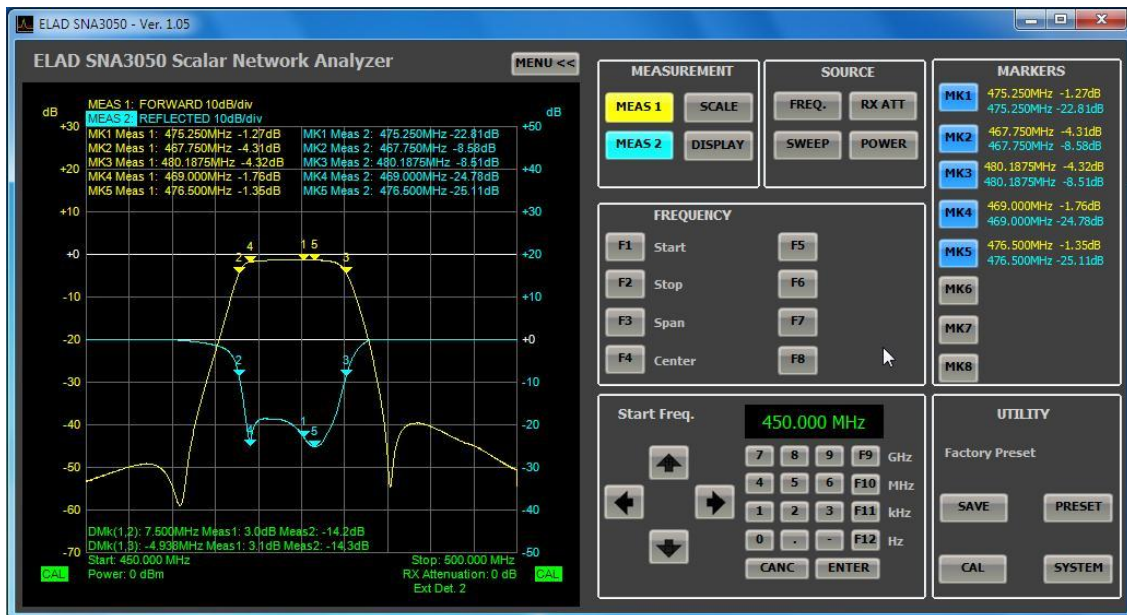 ELAD SNA3050 - Ver. 1.05
ELAD SNA3050 Scalar Network Analyzer
MENU <<
MEAS 1: FORWARD 10dB/div
MEAS 2: REFLECTED 10dB/div
dB
dB
MK1 Meas 1: 475.250MHz -1.27dB
MK2 Meas 1: 467.750MHz -4.31dB
MK3 Meas 1: 480.1875MHz -4.32dB
MK4 Meas 1: 469.000MHz -1.76dB
MK5 Meas 1: 476.500MHz -1.35dB
MK1 Meas 2: 475.250MHz -22.81dB
MK2 Meas 2: 467.750MHz -8.58dB
MK3 Meas 2: 480.1875MHz -8.51dB
MK4 Meas 2: 469.000MHz -24.78dB
MK5 Meas 2: 476.500MHz -25.11dB
+30
+20
+10
+0
-10
-20
-30
-40
-50
-60
-70
+50
+40
+30
+20
+10
+0
-10
-20
-30
-40
-50
4
1 5
2
3
2
3
4
1
5
DMk(1,2): 7.500MHz Meas1: 3.0dB Meas2: -14.2dB
DMk(1,3): -4.938MHz Meas1: 3.1dB Meas2: -14.3dB
Start: 450.000 MHz
Stop: 500.000 MHz
CAL
Power: 0 dBm
RX Attenuation: 0 dB
CAL
Ext Det. 2
MEASUREMENT
MEAS 1
SCALE
MEAS 2
DISPLAY
SOURCE
FREQ.
RX ATT
SWEEP
POWER
MARKERS
MK1
475.250MHz -1.27dB
475.250MHz -22.81dB
MK2
467.750MHz -4.31dB
467.750MHz -8.58dB
MK3
480.1875MHz -4.32dB
480.1875MHz -8.51dB
MK4
469.000MHz -1.76dB
469.000MHz -24.78dB
MK5
476.500MHz -1.35dB
476.500MHz -25.11dB
MK6
MK7
MK8
FREQUENCY
F1 Start
F5
F2 Stop
F6
F3 Span
F7
F4 Center
F8
Start Freq.
450.000 MHz
7 8 9 F9 GHz
4 5 6 F10 MHz
1 2 3 F11 kHz
0 . - F12 Hz
CANC ENTER
UTILITY
Factory Preset
SAVE
PRESET
CAL
SYSTEM